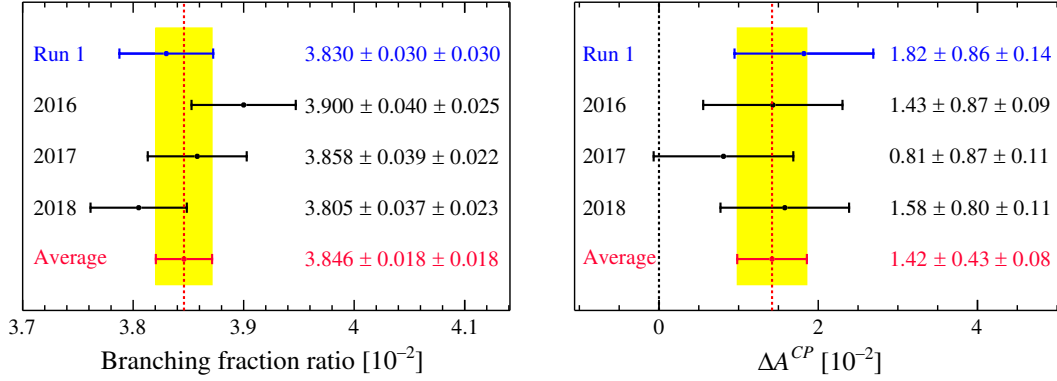 Run 1 3.830 ± 0.030 ± 0.030
2016 3.900 ± 0.040 ± 0.025
2017 3.858 ± 0.039 ± 0.022
2018 3.805 ± 0.037 ± 0.023
Average 3.846 ± 0.018 ± 0.018
3.7 3.8 3.9 4 4.1
Branching fraction ratio [10⁻²]
Run 1 1.82 ± 0.86 ± 0.14
2016 1.43 ± 0.87 ± 0.09
2017 0.81 ± 0.87 ± 0.11
2018 1.58 ± 0.80 ± 0.11
Average 1.42 ± 0.43 ± 0.08
0 2 4
ΔA^{CP} [10⁻²]